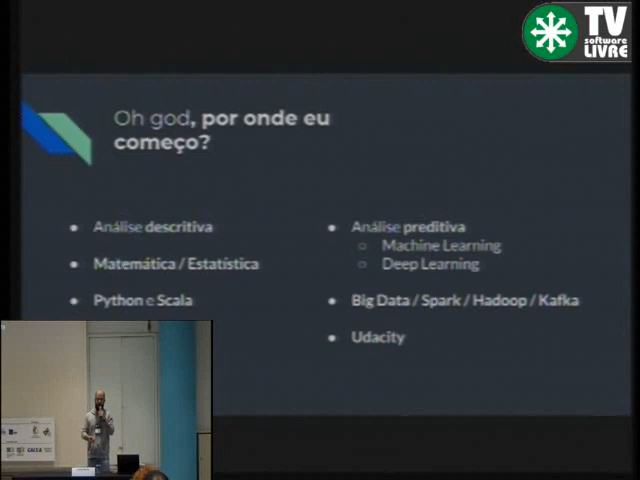 TV
software
LIVRE
Oh god, por onde eu
começo?
Análise descritiva
Matemática / Estatística
Python e Scala
Análise preditiva
Machine Learning
Deep Learning
Big Data / Spark / Hadoop / Kafka
Udacity
CAIXA